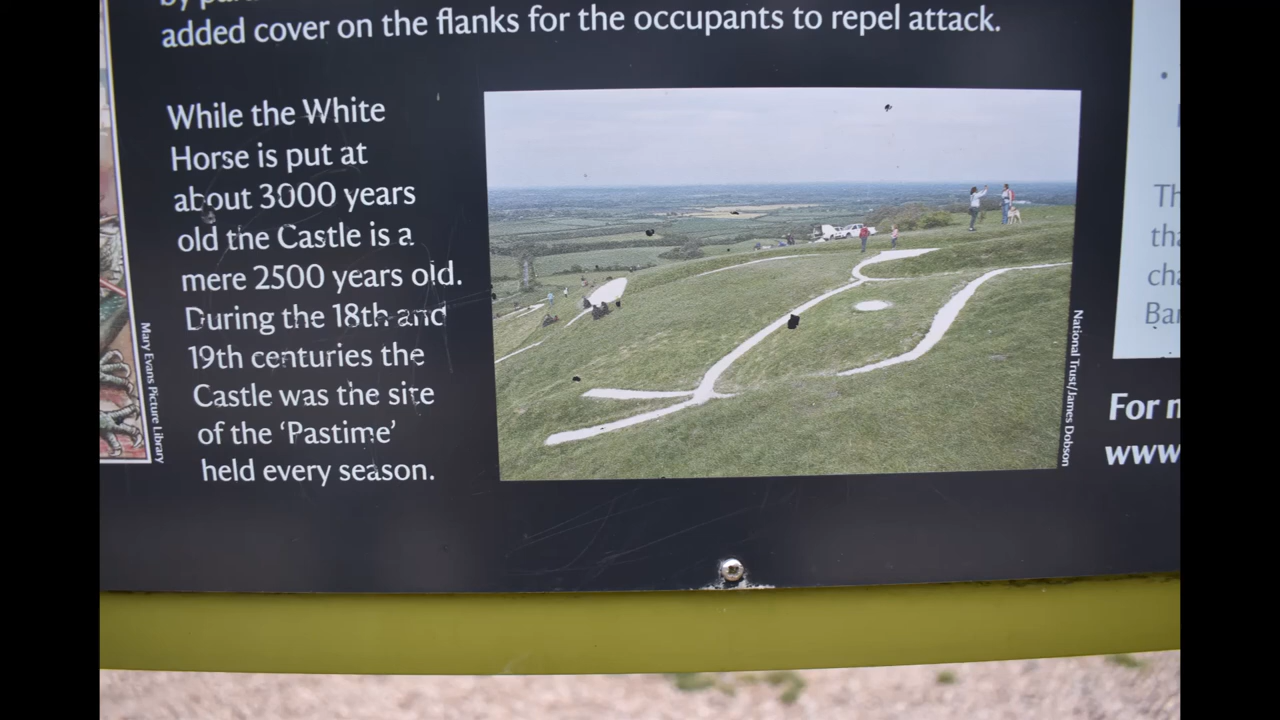 added cover on the flanks for the occupants to repel attack.
While the White
Horse is put at
about 3000 years
old the Castle is a
mere 2500 years old.
During the 18th and
19th centuries the
Castle was the site
of the ‘Pastime’
held every season.
Mary Evans Picture Library
National Trust/James Dobson
For
www